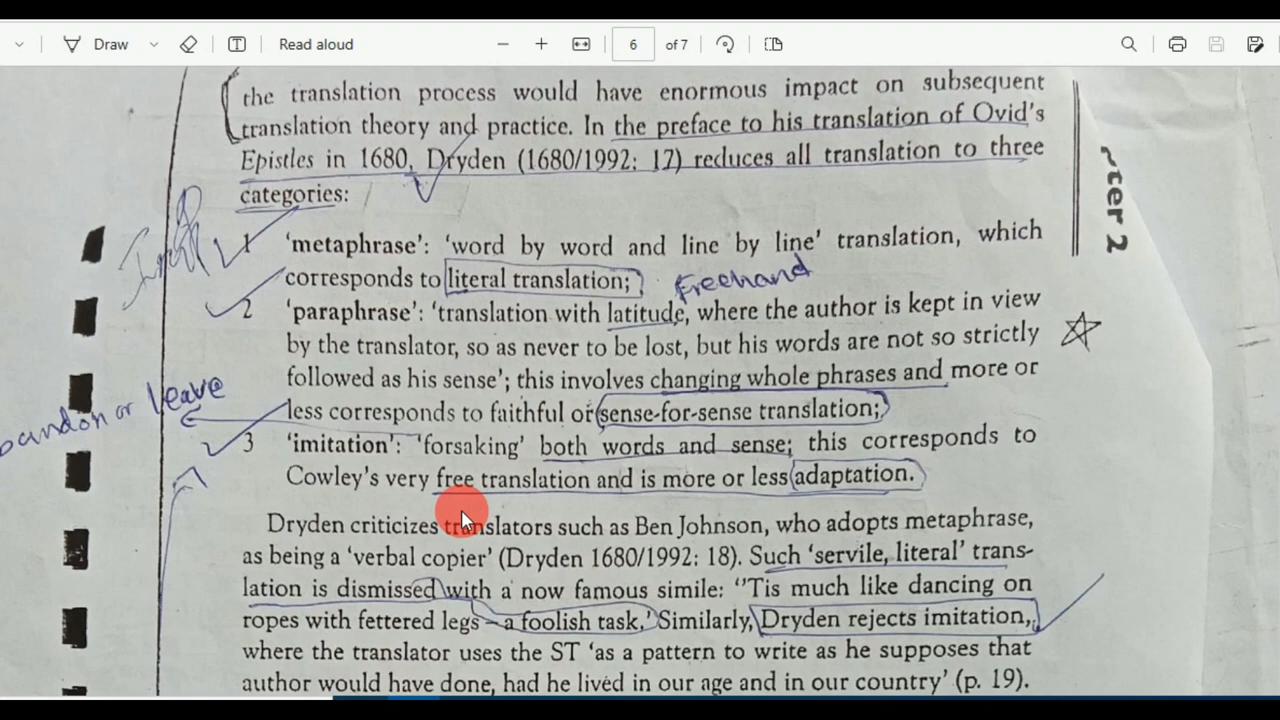 Draw
Read aloud
6 of 7
the translation process would have enormous impact on subsequent
translation theory and practice. In the preface to his translation of Ovid's
Epistles in 1680, Dryden (1680/1992: 17) reduces all translation to three
categories:
1 'metaphrase': 'word by word and line by line' translation, which
corresponds to literal translation;
Freehand
2 'paraphrase': 'translation with latitude, where the author is kept in view
by the translator, so as never to be lost, but his words are not so strictly
followed as his sense'; this involves changing whole phrases and more or
less corresponds to faithful or sense-for-sense translation;
bandon or leave
3 'imitation': 'forsaking' both words and sense; this corresponds to
Cowley's very free translation and is more or less adaptation.
Dryden criticizes translators such as Ben Johnson, who adopts metaphrase,
as being a 'verbal copier' (Dryden 1680/1992: 18). Such 'servile, literal' trans-
lation is dismissed with a now famous simile: ''Tis much like dancing on
ropes with fettered legs – a foolish task.' Similarly, Dryden rejects imitation,
where the translator uses the ST 'as a pattern to write as he supposes that
author would have done, had he lived in our age and in our country' (p. 19).
ter 2